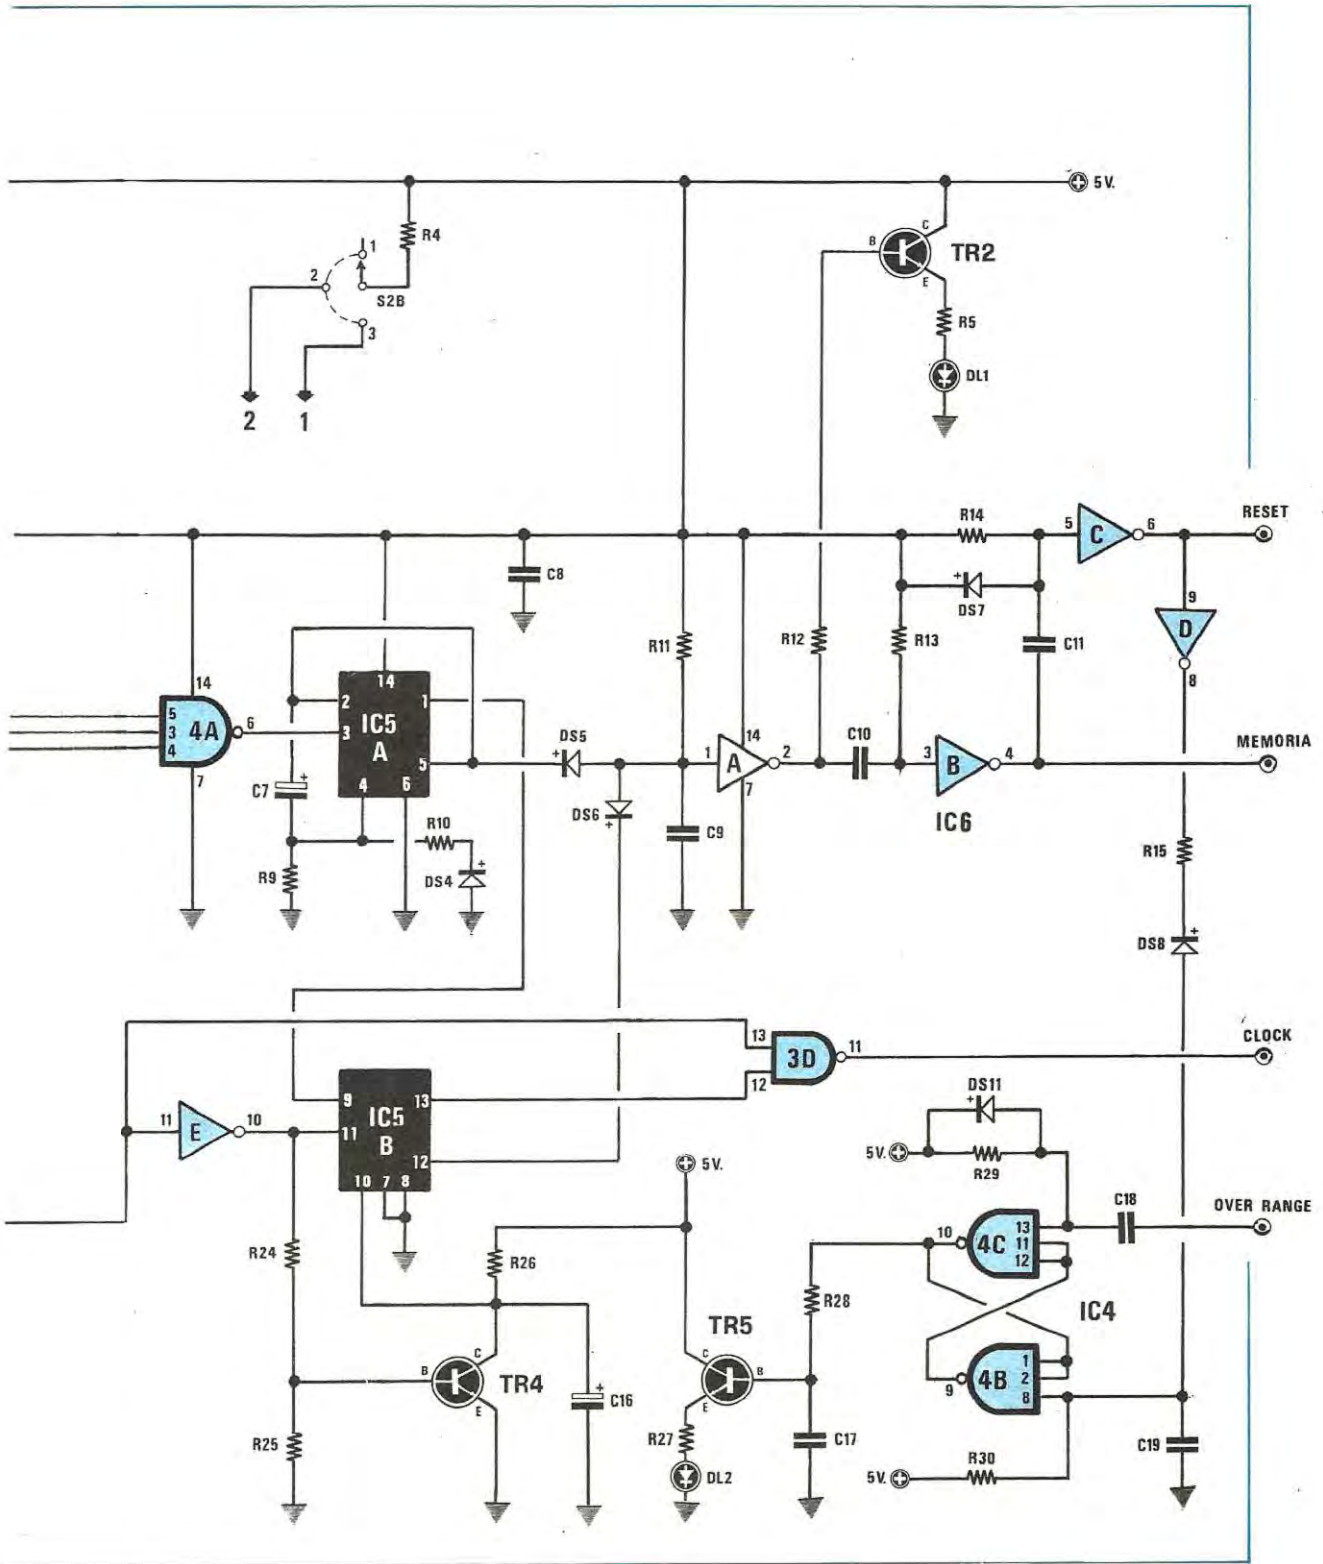 5V.
C
B
TR2
E
R4
1
2
S2B
3
R5
DL1
2
1
R14
5
C
6
RESET
C8
DS7
9
D
8
R11
R12
R13
C11
14
14
5
3
4
4A
6
2
3
IC5
A
1
5
4
6
7
DS5
+
1
14
A
2
7
C10
3
B
4
MEMORIA
C7
+
DS6
+
C9
IC6
R10
R9
DS4
+
R15
DS8
+
13
12
3D
11
CLOCK
11
E
10
9
11
IC5
B
13
12
10
7
8
DS11
+
5V.
R29
5V.
C18
OVER RANGE
13
11
12
4C
10
R24
R26
R28
IC4
TR5
C
B
E
C
B
TR4
E
+
C16
1
2
8
4B
9
R25
R27
C17
C19
DL2
R30
5V.